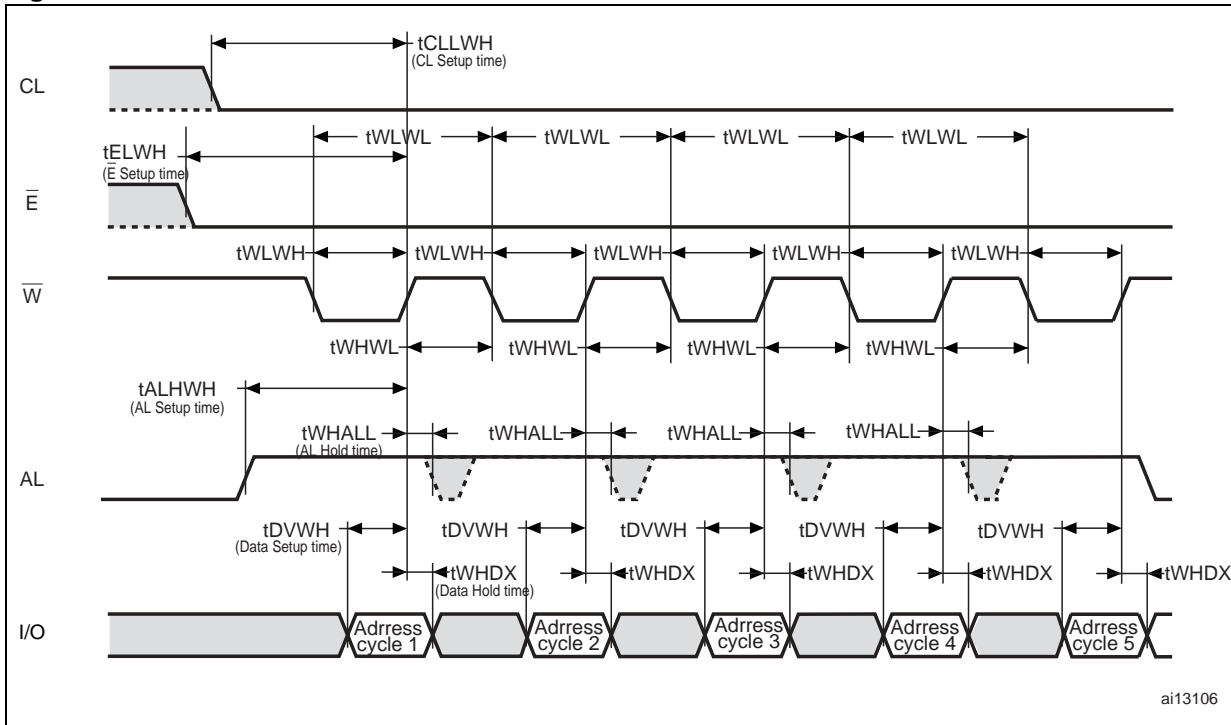 tCLLWH
(CL Setup time)
CL
tWLWL tWLWL tWLWL tWLWL
tELWH
(E̅ Setup time)
E̅
tWLWH tWLWH tWLWH tWLWH tWLWH
W̅
tWHWL tWHWL tWHWL tWHWL
tALHWH
(AL Setup time)
tWHALL tWHALL tWHALL tWHALL
(AL Hold time)
AL
tDVWH tDVWH tDVWH tDVWH tDVWH
(Data Setup time)
tWHDX tWHDX tWHDX tWHDX tWHDX
(Data Hold time)
I/O
Adrress Adrress Adrress Adrress Adrress
cycle 1 cycle 2 cycle 3 cycle 4 cycle 5
ai13106